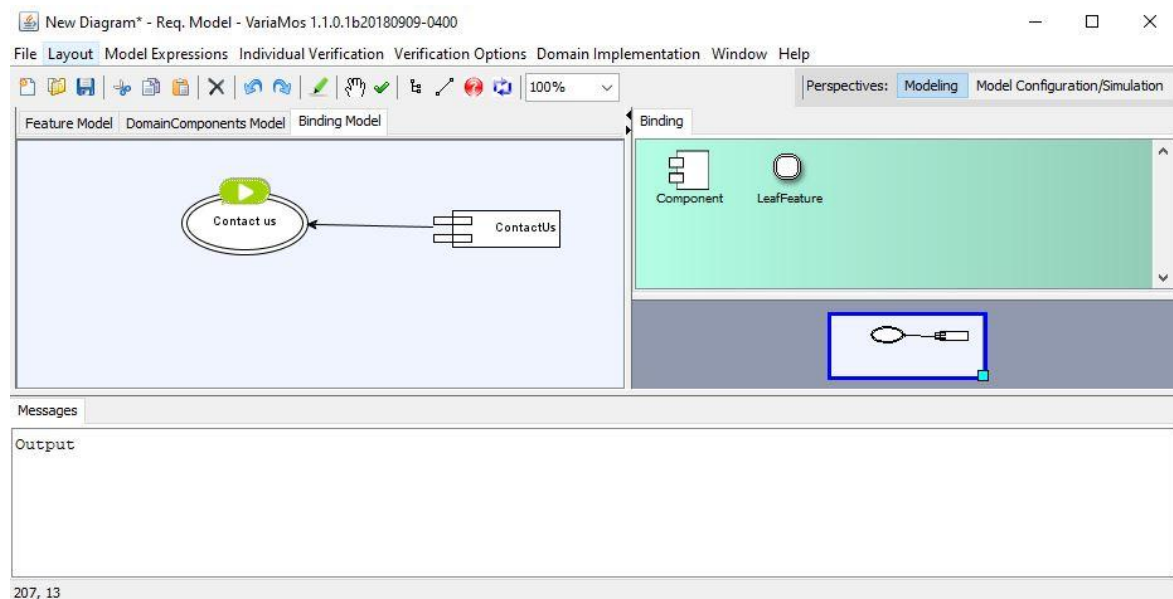 New Diagram* - Req. Model - VariaMos 1.1.0.1b20180909-0400
File Layout Model Expressions Individual Verification Verification Options Domain Implementation Window Help
100% Perspectives: Modeling Model Configuration/Simulation
Feature Model DomainComponents Model Binding Model
Binding
Component LeafFeature
Contact us
ContactUs
Messages
Output
207, 13